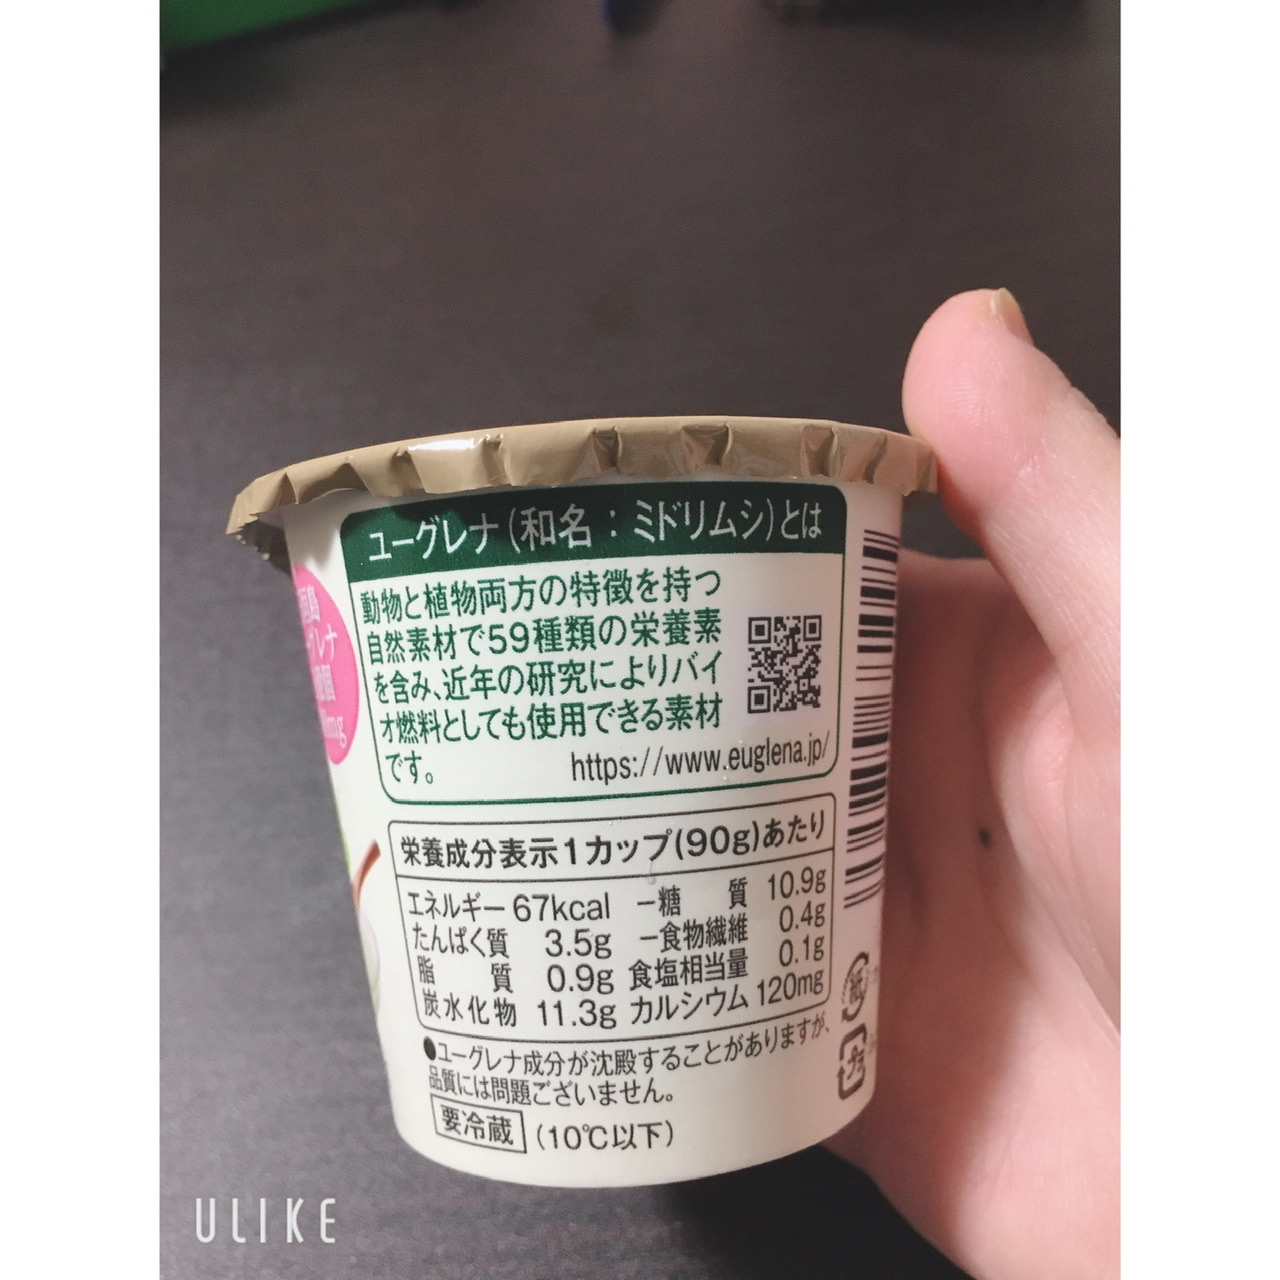 ユーグレナ(和名：ミドリムシ)とは
動物と植物両方の特徴を持つ
自然素材で59種類の栄養素
を含み、近年の研究によりバイ
オ燃料としても使用できる素材
です。
https://www.euglena.jp/
栄養成分表示1カップ(90g)あたり
エネルギー 67kcal －糖質 10.9g
たんぱく質 3.5g －食物繊維 0.4g
脂質 0.9g 食塩相当量 0.1g
炭水化物 11.3g カルシウム 120mg
●ユーグレナ成分が沈殿することがありますが、
品質には問題ございません。
要冷蔵 (10℃以下)
紙
プラ
ULIKE